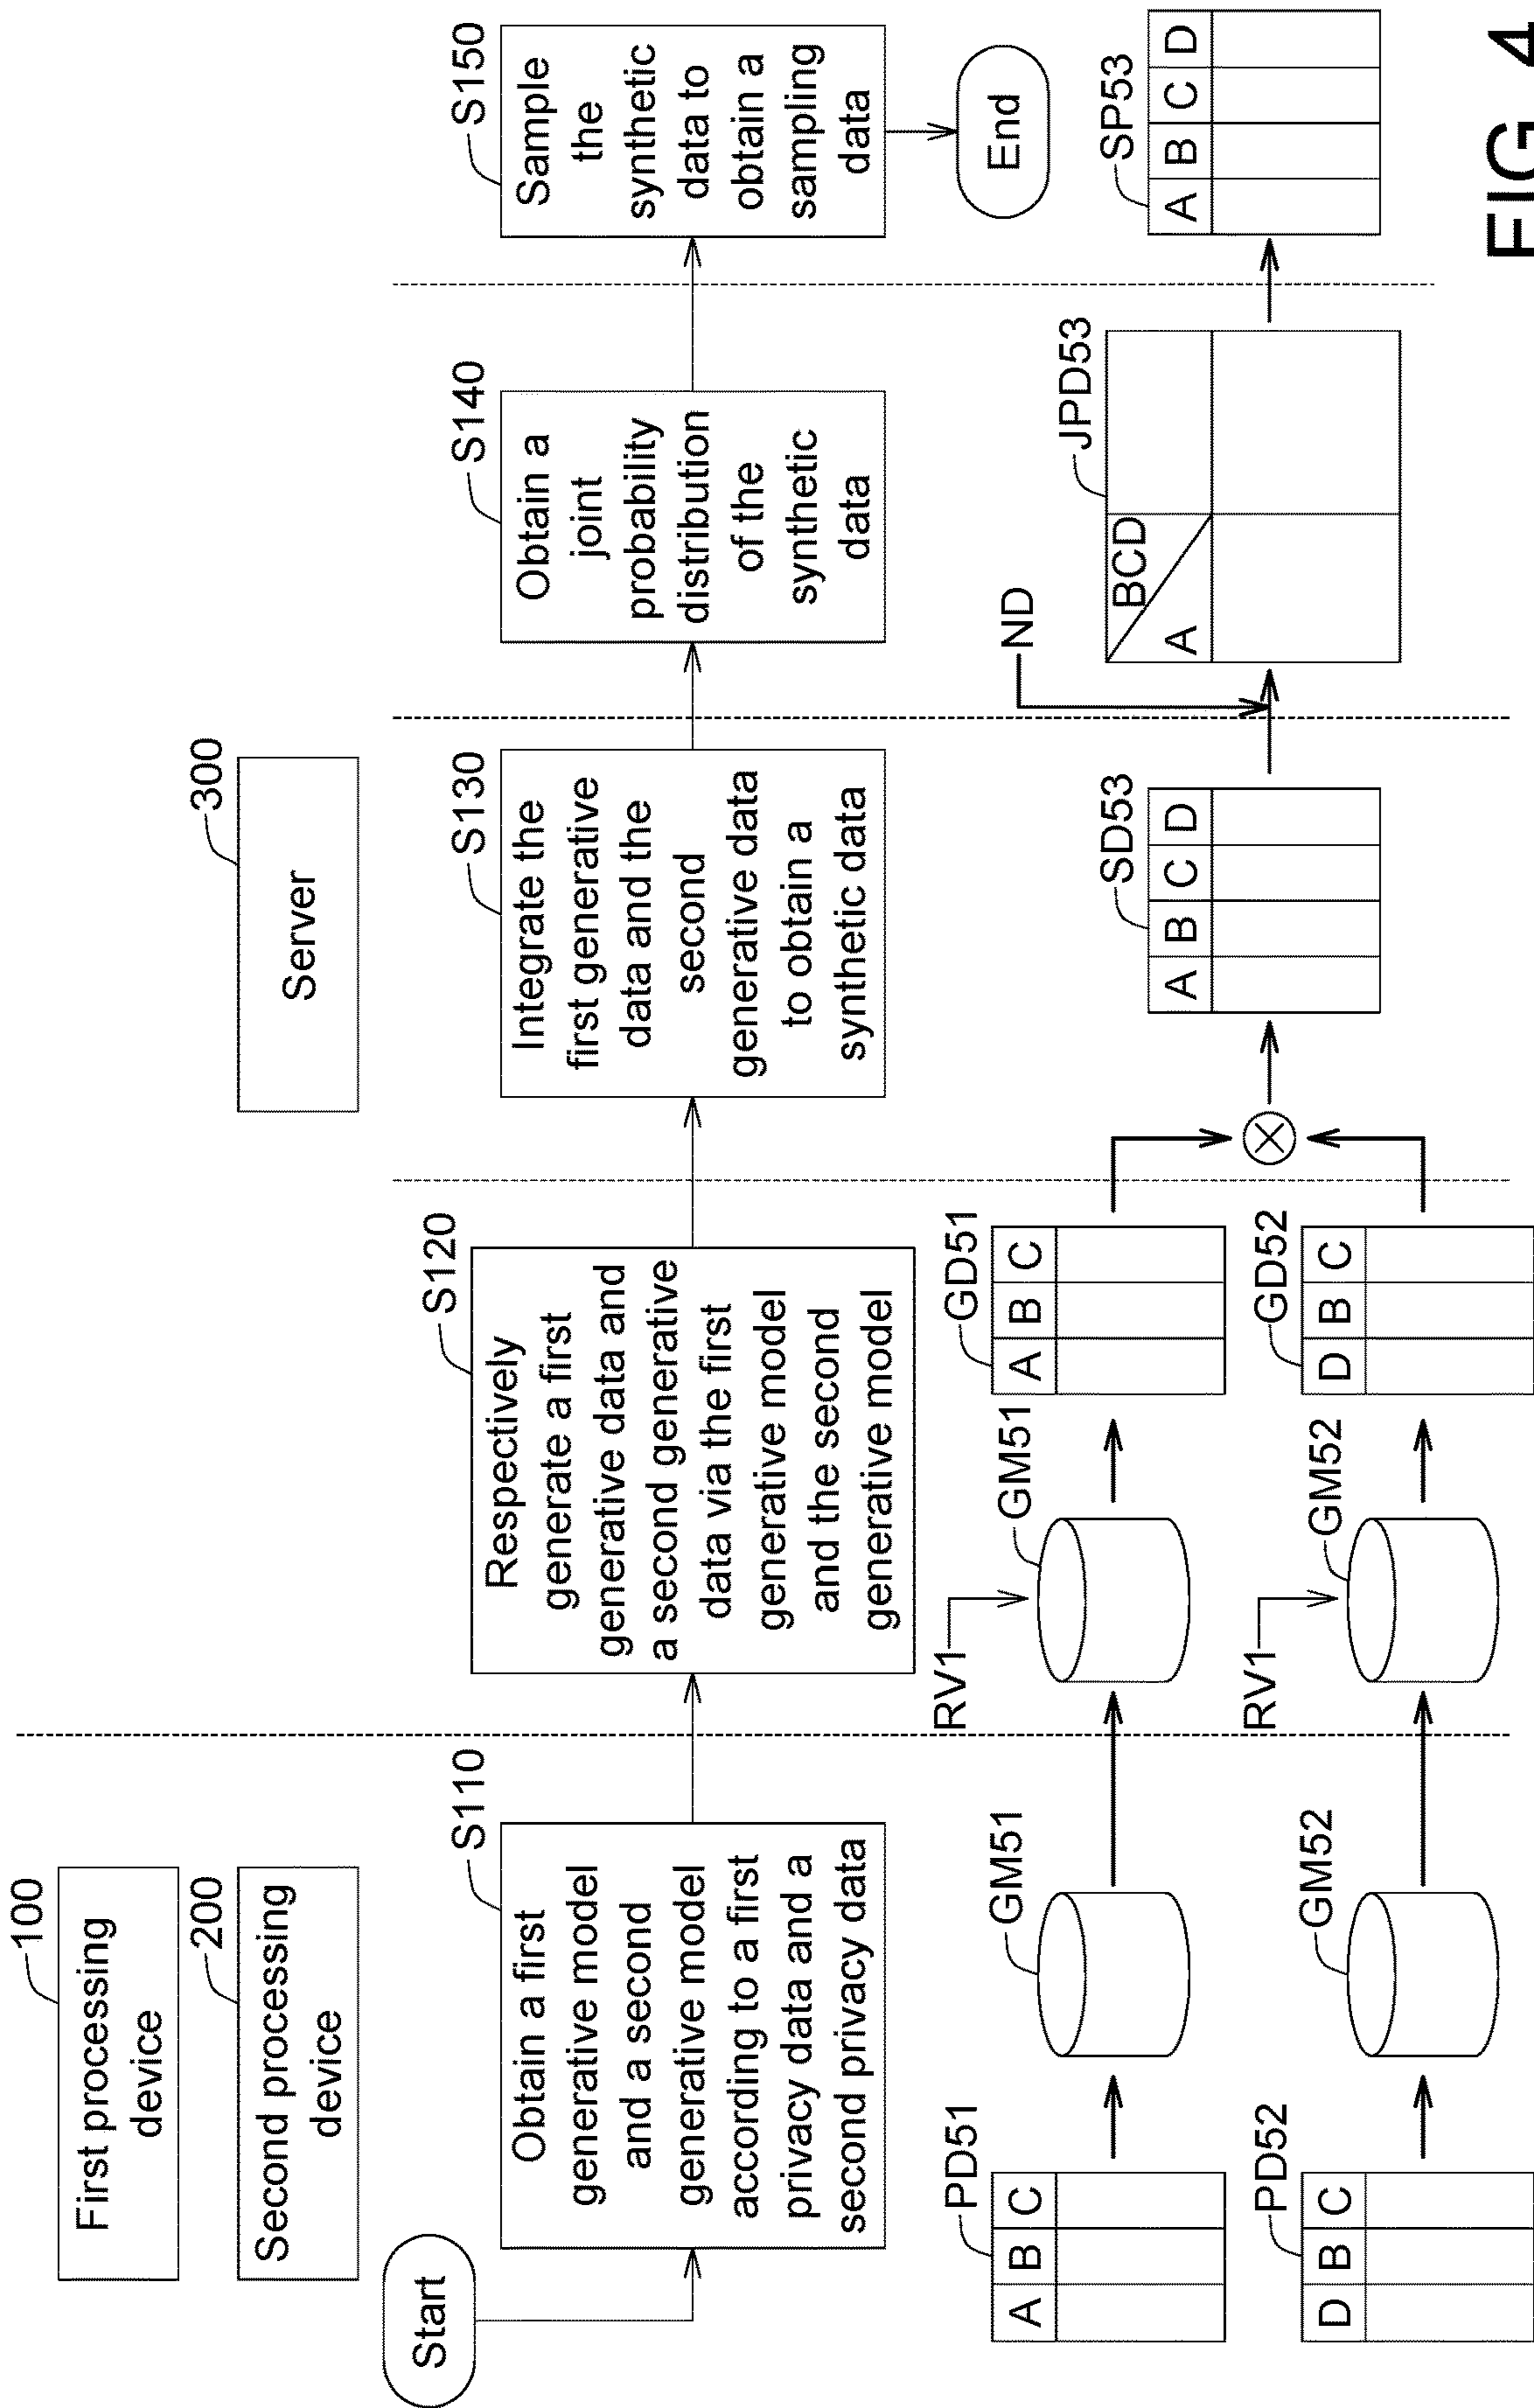 100
First processing
device
200
Second processing
device
300
Server
Start
S110
Obtain a first
generative model
and a second
generative model
according to a first
privacy data and a
second privacy data
S120
Respectively
generate a first
generative data and
a second generative
data via the first
generative model
and the second
generative model
S130
Integrate the
first generative
data and the
second
generative data
to obtain a
synthetic data
S140
Obtain a
joint
probability
distribution
of the
synthetic
data
S150
Sample
the
synthetic
data to
obtain a
sampling
data
End
PD51
A B C
GM51
RV1
GM51
GD51
A B C
PD52
D B C
GM52
RV1
GM52
GD52
D B C
SD53
A B C D
ND
JPD53
BCD
A
SP53
A B C D
FIG. 4